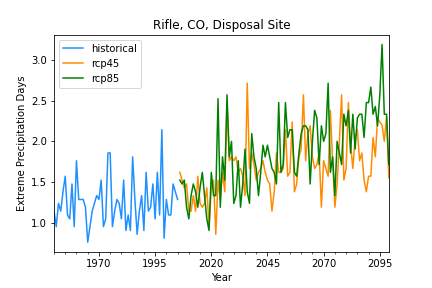 Rifle, CO, Disposal Site
historical
rcp45
rcp85
Extreme Precipitation Days
3.0
2.5
2.0
1.5
1.0
1970
1995
2020
2045
2070
2095
Year